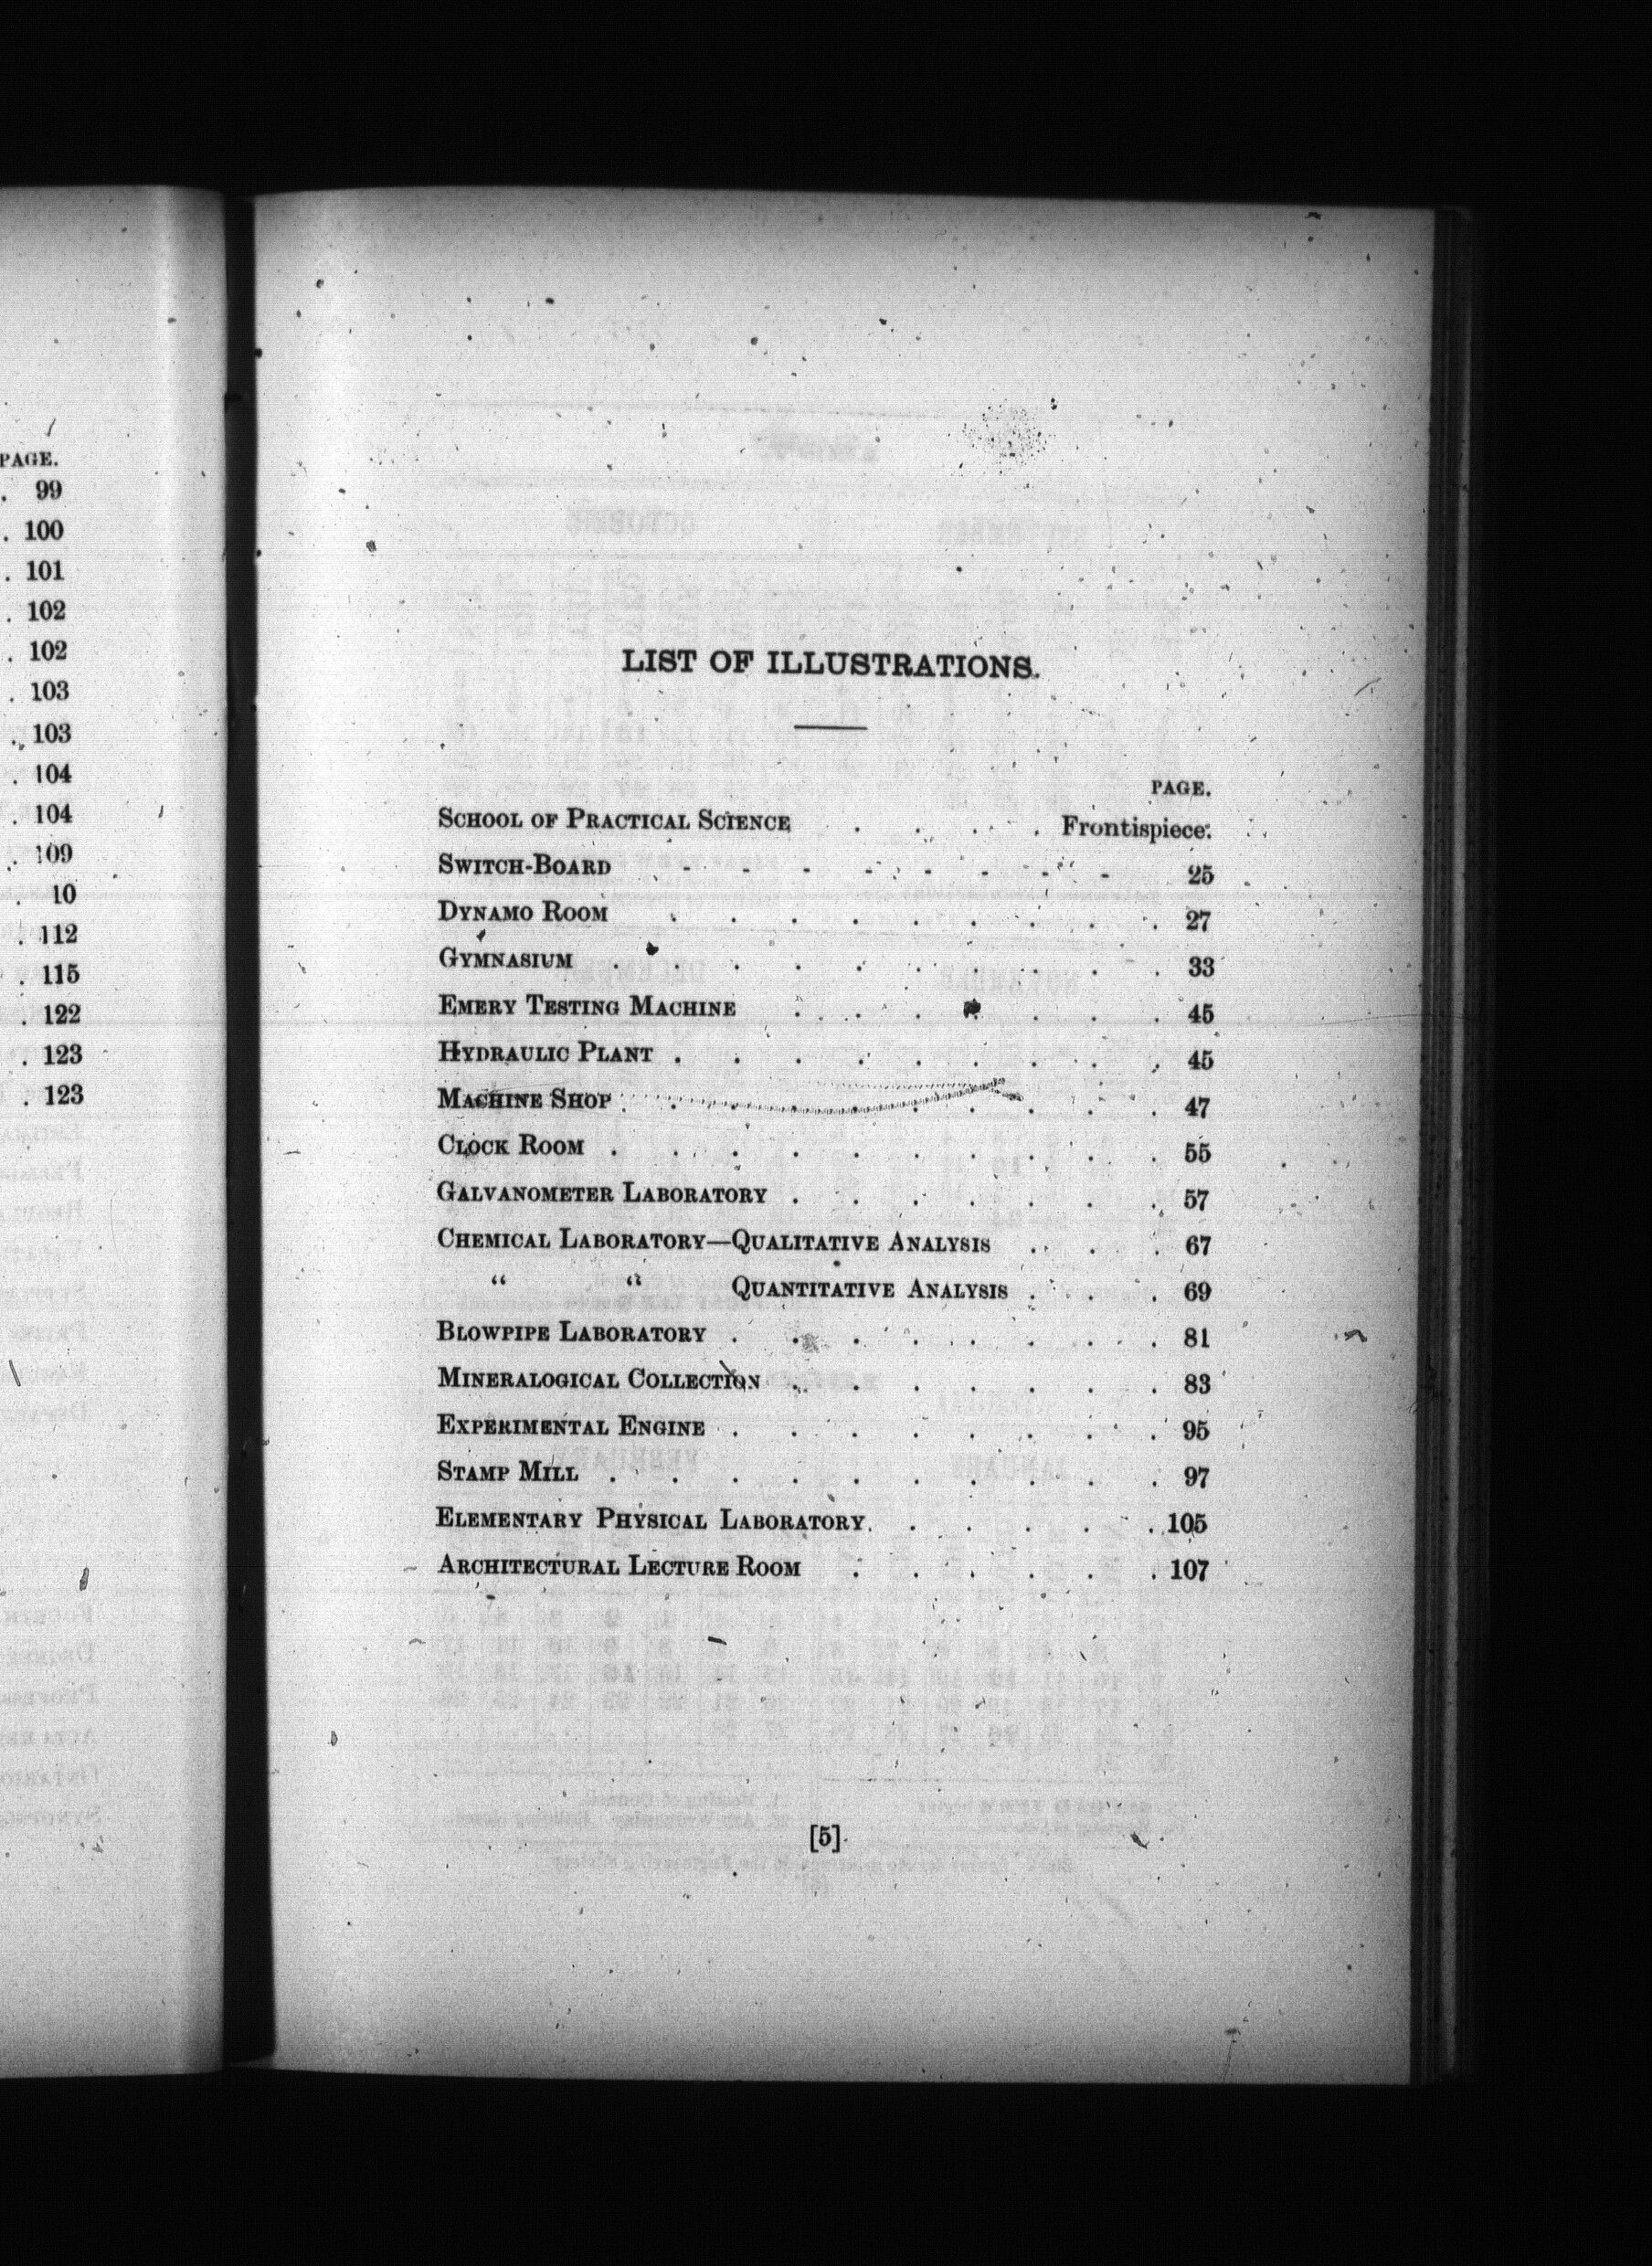 PAGE.
. 99
. 100
. 101
. 102
. 102
. 103
. 103
. 104
. 104
. 109
. 10
. 112
. 115
. 122
. 123
. 123
LIST OF ILLUSTRATIONS.
PAGE.
SCHOOL OF PRACTICAL SCIENCE . . . . Frontispiece.
SWITCH-BOARD - - - - - - - - 25
DYNAMO ROOM . . . . . . . . . 27
GYMNASIUM . . . . . . . . . . 33
EMERY TESTING MACHINE . . . . . . . 45
HYDRAULIC PLANT . . . . . . . . . 45
MACHINE SHOP . . . . . . . . . . 47
CLOCK ROOM . . . . . . . . . . 55
GALVANOMETER LABORATORY . . . . . . . 57
CHEMICAL LABORATORY—QUALITATIVE ANALYSIS . . . 67
“ “ QUANTITATIVE ANALYSIS . . . 69
BLOWPIPE LABORATORY . . . . . . . . 81
MINERALOGICAL COLLECTION . . . . . . . 83
EXPERIMENTAL ENGINE . . . . . . . . 95
STAMP MILL . . . . . . . . . . 97
ELEMENTARY PHYSICAL LABORATORY . . . . . 105
ARCHITECTURAL LECTURE ROOM . . . . . . 107
[5]